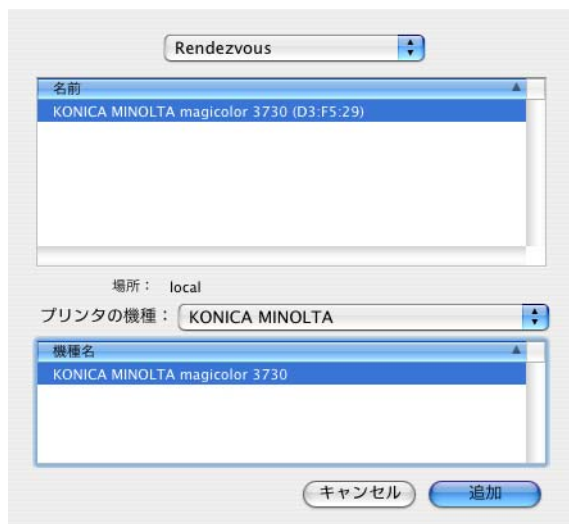 Rendezvous
名前
KONICA MINOLTA magicolor 3730 (D3:F5:29)
場所： local
プリンタの機種： KONICA MINOLTA
機種名
KONICA MINOLTA magicolor 3730
キャンセル 追加